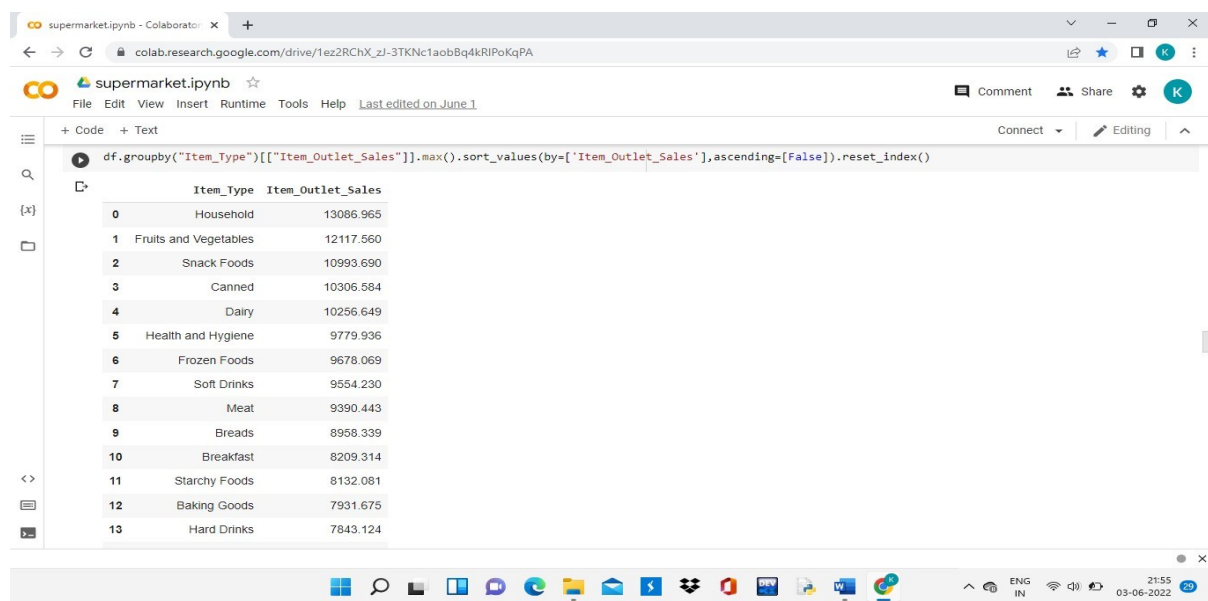 supermarket.ipynb - Colaborator
colab.research.google.com/drive/1ez2RChX_zJ-3TKNc1aobBq4kRlPoKqPA
K
supermarket.ipynb
File Edit View Insert Runtime Tools Help Last edited on June 1
Comment Share K
+ Code + Text
Connect Editing
df.groupby("Item_Type")[["Item_Outlet_Sales"]].max().sort_values(by=['Item_Outlet_Sales'],ascending=[False]).reset_index()
{x}
Item_Type Item_Outlet_Sales
0 Household 13086.965
1 Fruits and Vegetables 12117.560
2 Snack Foods 10993.690
3 Canned 10306.584
4 Dairy 10256.649
5 Health and Hygiene 9779.936
6 Frozen Foods 9678.069
7 Soft Drinks 9554.230
8 Meat 9390.443
9 Breads 8958.339
10 Breakfast 8209.314
11 Starchy Foods 8132.081
12 Baking Goods 7931.675
13 Hard Drinks 7843.124
DEV
W
K
ENG
IN
21:55
03-06-2022
29